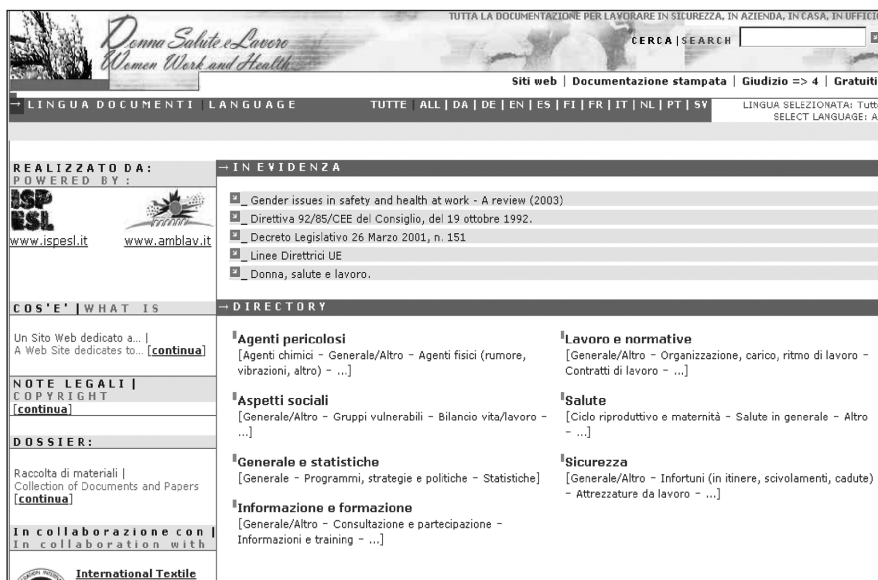 TUTTA LA DOCUMENTAZIONE PER LAVORARE IN SICUREZZA, IN AZIENDA, IN CASA, IN UFFICIO
Donna Salute e Lavoro
Women Work and Health
CERCA | SEARCH
Siti web | Documentazione stampata | Giudizio => 4 | Gratuiti
LINGUA DOCUMENTI | LANGUAGE
TUTTE | ALL | DA | DE | EN | ES | FI | FR | IT | NL | PT | SV
LINGUA SELEZIONATA: Tutt
SELECT LANGUAGE: A
REALIZZATO DA:
POWERED BY:
ISP
ESL
www.ispesl.it www.amblav.it
COS'E' | WHAT IS
Un Sito Web dedicato a... |
A Web Site dedicates to... [continua]
NOTE LEGALI |
COPYRIGHT
[continua]
DOSSIER:
Raccolta di materiali |
Collection of Documents and Papers
[continua]
In collaborazione con |
In collaboration with
International Textile
→ IN EVIDENZA
_ Gender issues in safety and health at work - A review (2003)
_ Direttiva 92/85/CEE del Consiglio, del 19 ottobre 1992.
_ Decreto Legislativo 26 Marzo 2001, n. 151
_ Linee Direttrici UE
_ Donna, salute e lavoro.
→ DIRECTORY
Agenti pericolosi
[Agenti chimici - Generale/Altro - Agenti fisici (rumore,
vibrazioni, altro) - ...]
Aspetti sociali
[Generale/Altro - Gruppi vulnerabili - Bilancio vita/lavoro -
...]
Generale e statistiche
[Generale - Programmi, strategie e politiche - Statistiche]
Informazione e formazione
[Generale/Altro - Consultazione e partecipazione -
Informazioni e training - ...]
Lavoro e normative
[Generale/Altro - Organizzazione, carico, ritmo di lavoro -
Contratti di lavoro - ...]
Salute
[Ciclo riproduttivo e maternità - Salute in generale - Altro
- ...]
Sicurezza
[Generale/Altro - Infortuni (in itinere, scivolamenti, cadute)
- Attrezzature da lavoro - ...]